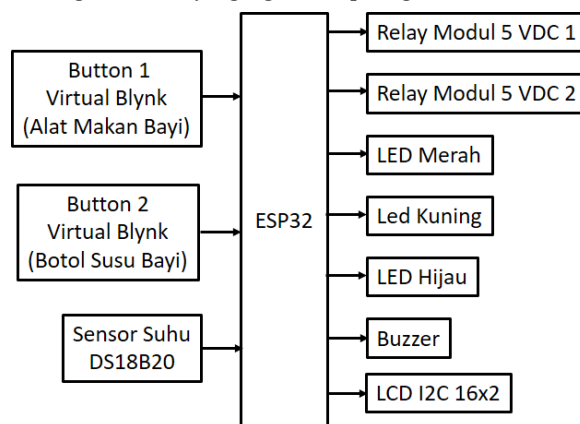 Relay Modul 5 VDC 1
Button 1
Virtual Blynk
(Alat Makan Bayi)
Relay Modul 5 VDC 2
LED Merah
Button 2
Virtual Blynk
(Botol Susu Bayi)
ESP32
Led Kuning
LED Hijau
Sensor Suhu
DS18B20
Buzzer
LCD I2C 16x2